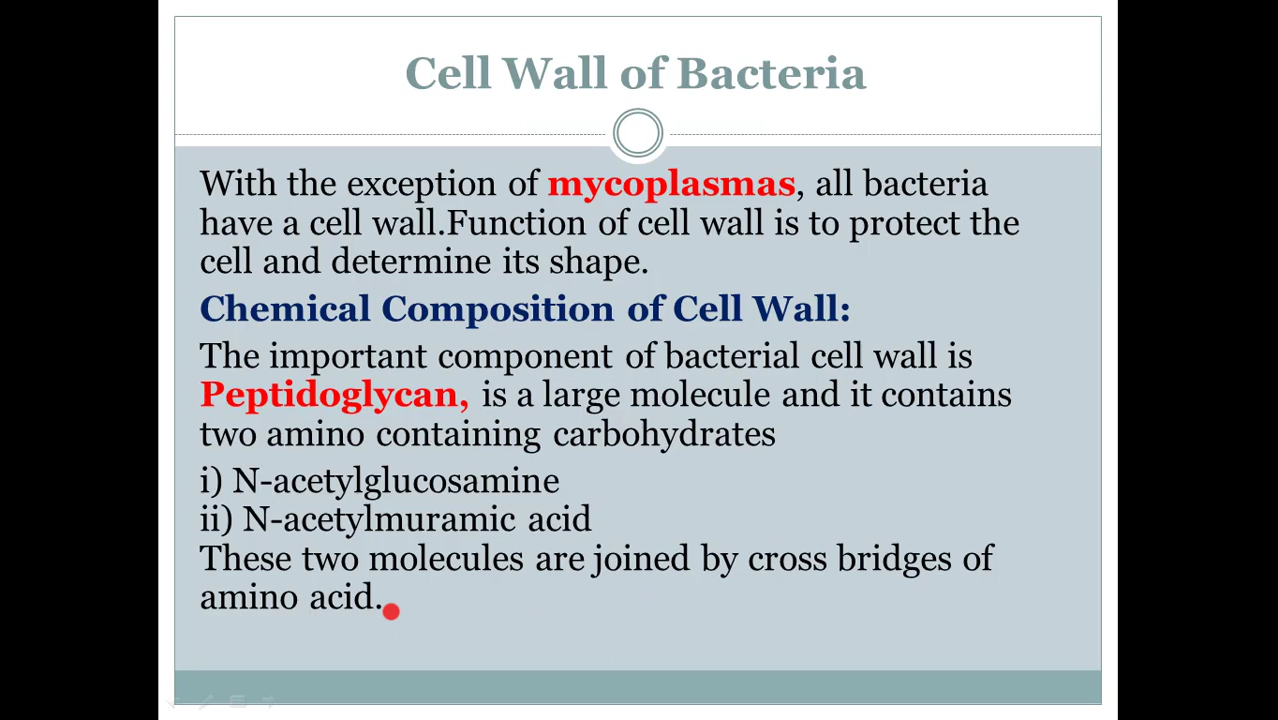 Cell Wall of Bacteria
With the exception of mycoplasmas, all bacteria
have a cell wall.Function of cell wall is to protect the
cell and determine its shape.
Chemical Composition of Cell Wall:
The important component of bacterial cell wall is
Peptidoglycan, is a large molecule and it contains
two amino containing carbohydrates
i) N-acetylglucosamine
ii) N-acetylmuramic acid
These two molecules are joined by cross bridges of
amino acid.